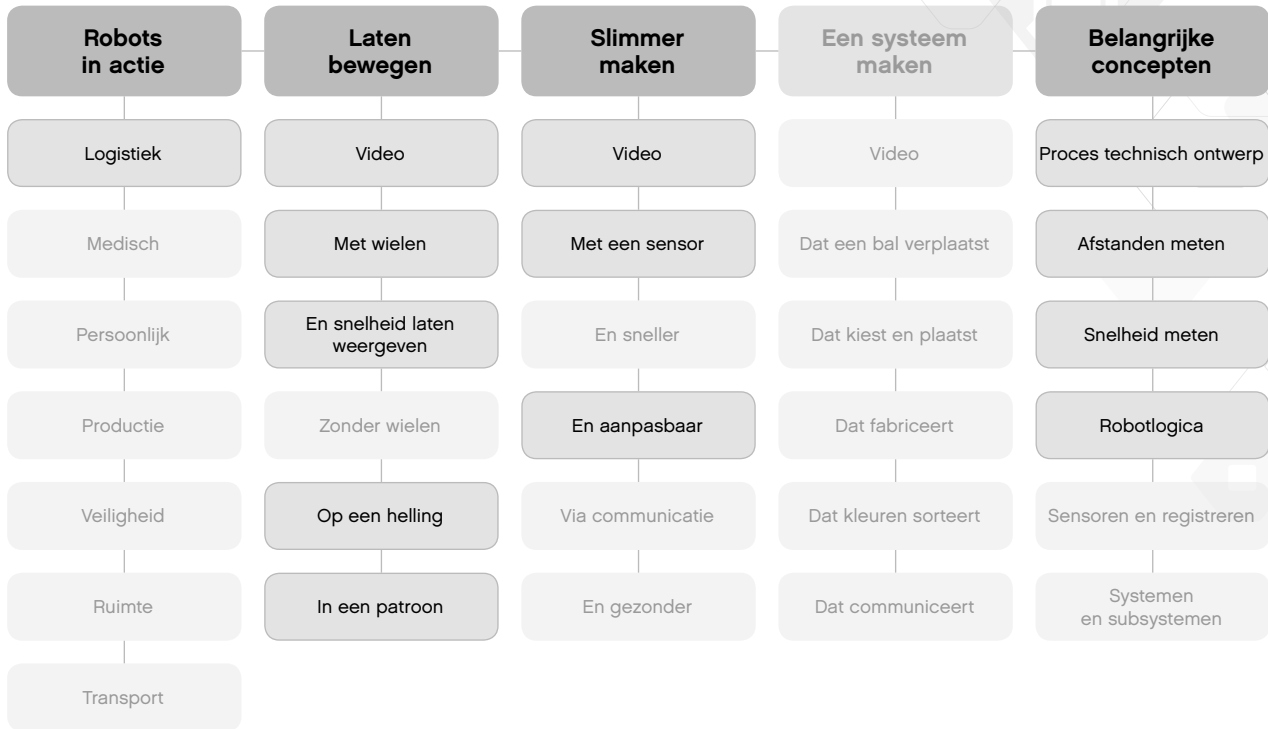 Robots
in actie
Laten
bewegen
Slimmer
maken
Een systeem
maken
Belangrijke
concepten
Logistiek
Video
Video
Video
Proces technisch ontwerp
Medisch
Met wielen
Met een sensor
Dat een bal verplaatst
Afstanden meten
Persoonlijk
En snelheid laten
weergeven
En sneller
Dat kiest en plaatst
Snelheid meten
Productie
Zonder wielen
En aanpasbaar
Dat fabriceert
Robotlogica
Veiligheid
Op een helling
Via communicatie
Dat kleuren sorteert
Sensoren en registreren
Ruimte
In een patroon
En gezonder
Dat communiceert
Systemen
en subsystemen
Transport